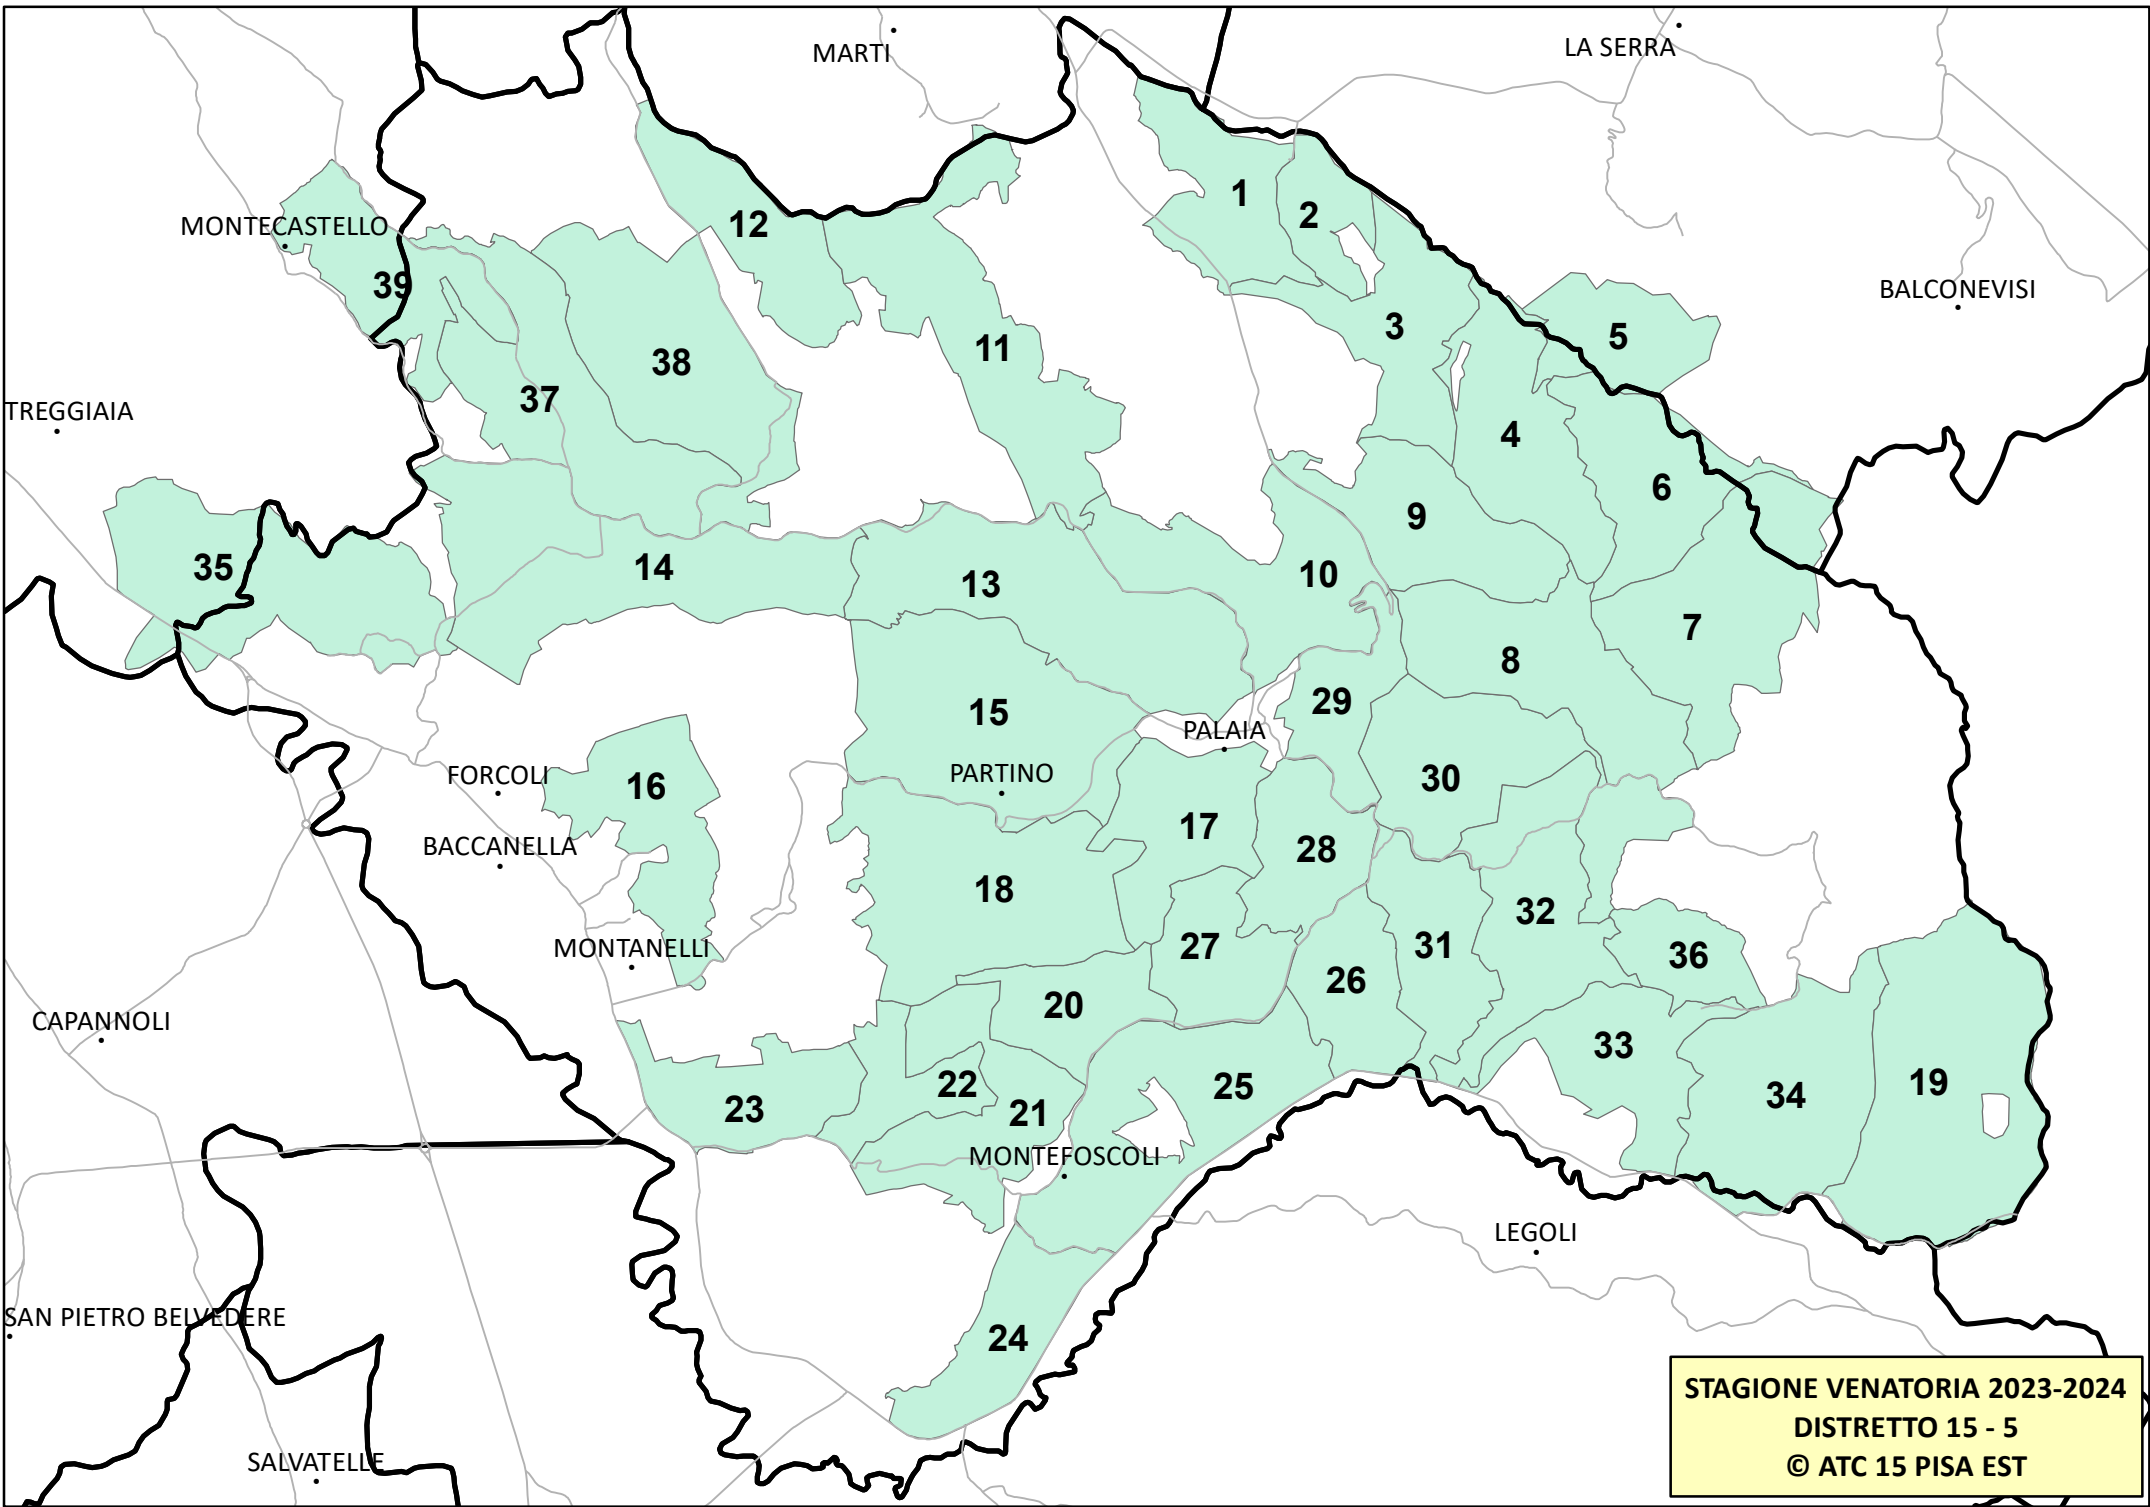 MARTI
LA SERRA
1
2
12
MONTECASTELLO
39
BALCONEVISI
3
5
11
38
37
TREGGIAIA
4
6
9
35
14
13
10
7
8
29
15
PALAIA
PARTINO
FORCOLI
16
30
17
BACCANELLA
28
18
32
MONTANELLI
27
31
36
26
20
CAPANNOLI
33
22
25
19
34
23
21
MONTEFOSCOLI
LEGOLI
SAN PIETRO BELVEDERE
24
SALVATELLE
STAGIONE VENATORIA 2023-2024
DISTRETTO 15 - 5
© ATC 15 PISA EST